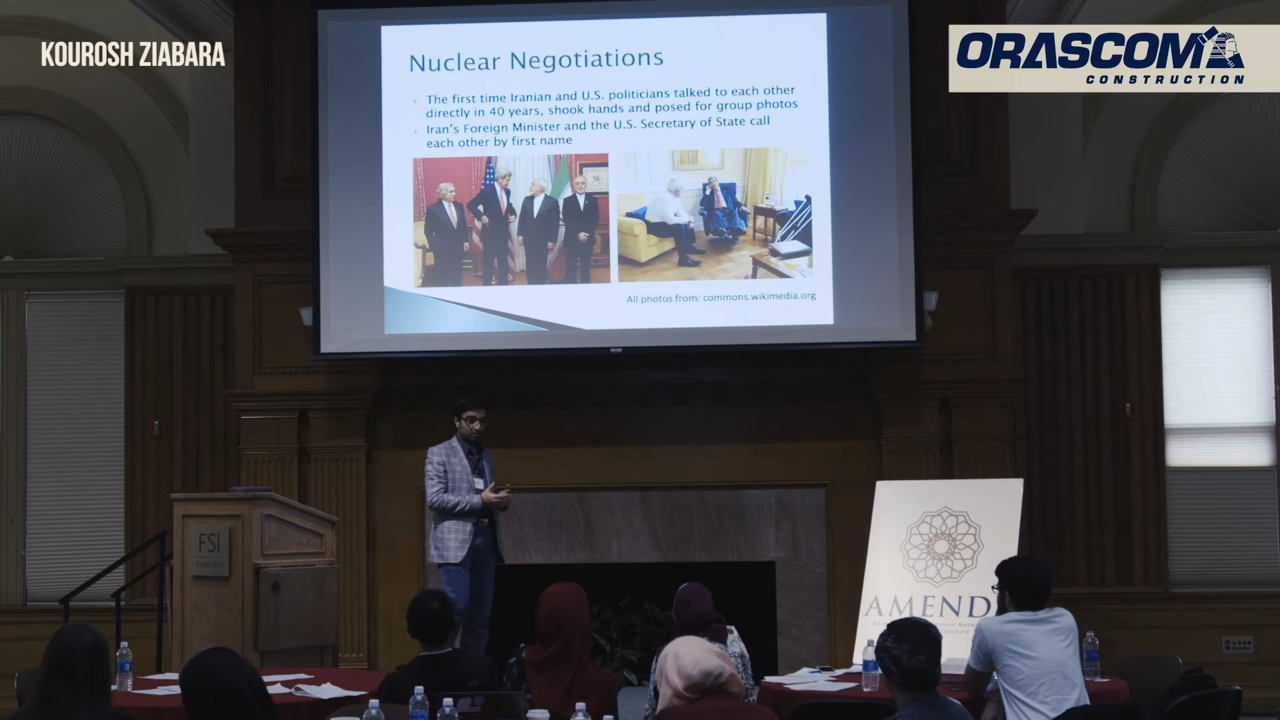 KOUROSH ZIABARA
ORASCOM
CONSTRUCTION
Nuclear Negotiations
The first time Iranian and U.S. politicians talked to each other
directly in 40 years, shook hands and posed for group photos
Iran's Foreign Minister and the U.S. Secretary of State call
each other by first name
All photos from: commons.wikimedia.org
FSI
AMEND